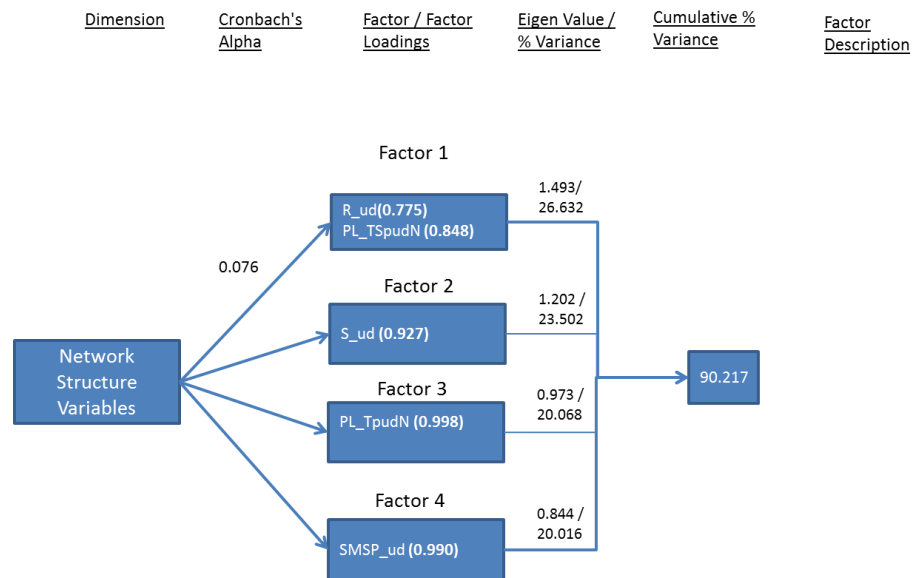 Dimension
Cronbach's
Alpha
Factor / Factor
Loadings
Eigen Value /
% Variance
Cumulative %
Variance
Factor
Description
Factor 1
1.493/
26.632
R_ud(0.775)
PL_TSpudN (0.848)
0.076
Factor 2
1.202 /
23.502
S_ud (0.927)
Network
Structure
Variables
90.217
Factor 3
0.973 /
20.068
PL_TpudN (0.998)
Factor 4
0.844 /
20.016
SMSP_ud (0.990)